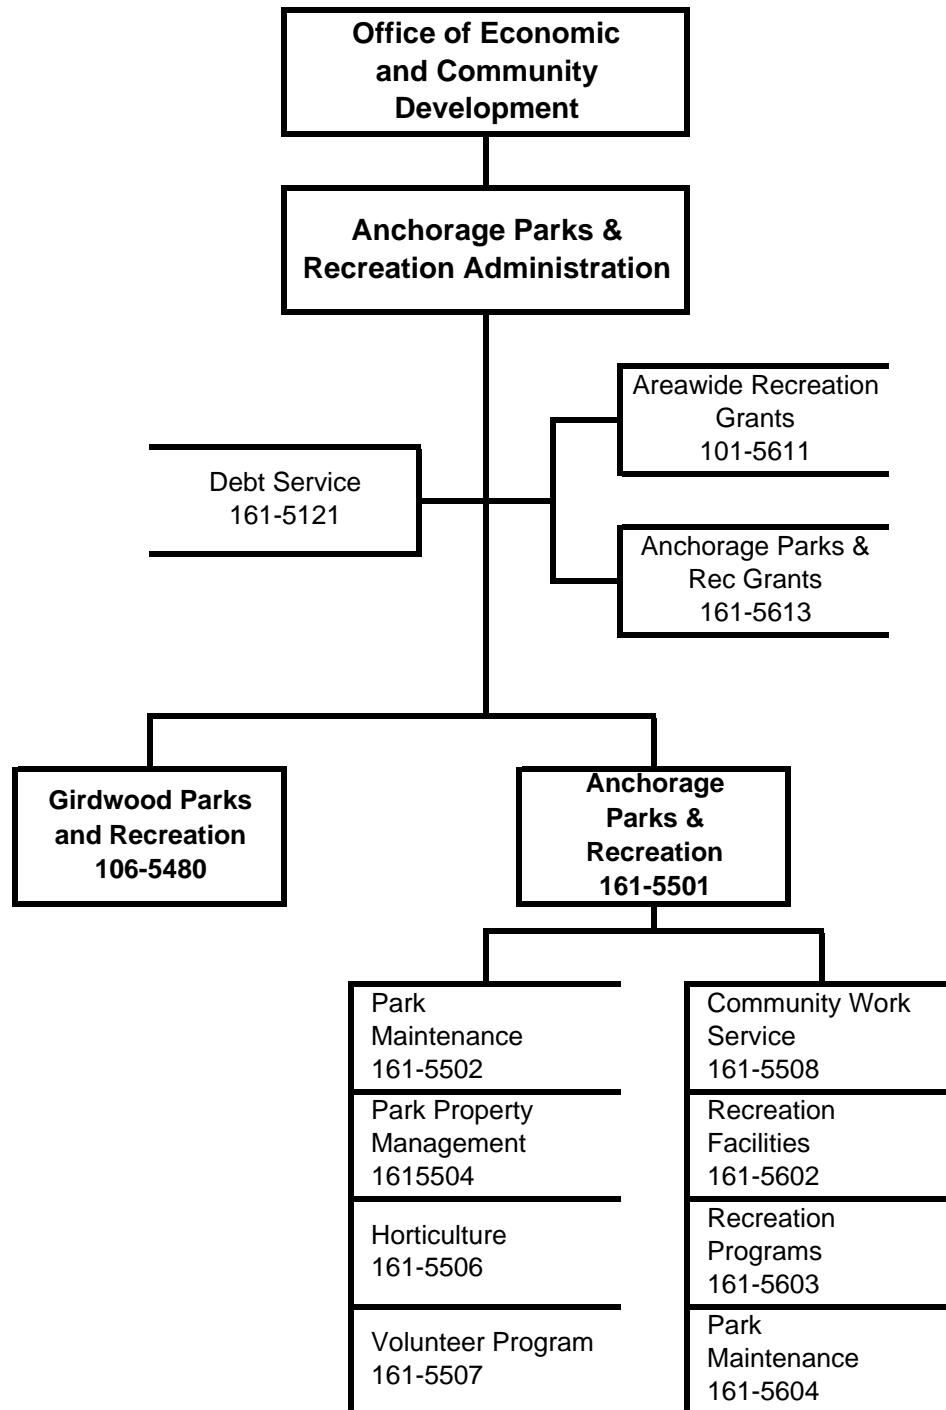 Office of Economic
and Community
Development
Anchorage Parks &
Recreation Administration
Areawide Recreation
Grants
101-5611
Debt Service
161-5121
Anchorage Parks &
Rec Grants
161-5613
Girdwood Parks
and Recreation
106-5480
Anchorage
Parks &
Recreation
161-5501
Park
Maintenance
161-5502
Park Property
Management
1615504
Horticulture
161-5506
Volunteer Program
161-5507
Community Work
Service
161-5508
Recreation
Facilities
161-5602
Recreation
Programs
161-5603
Park
Maintenance
161-5604